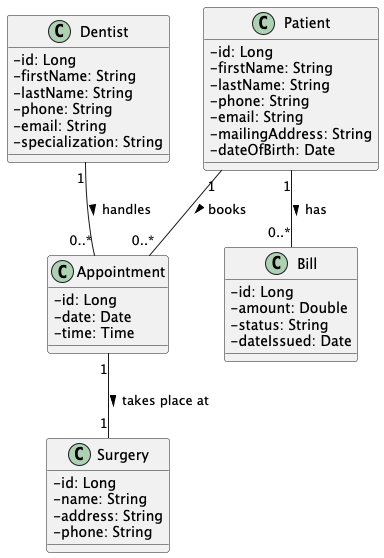 C Dentist
-id: Long
-firstName: String
-lastName: String
-phone: String
-email: String
-specialization: String
C Patient
-id: Long
-firstName: String
-lastName: String
-phone: String
-email: String
-mailingAddress: String
-dateOfBirth: Date
1
handles
0..*
1
books
0..*
1
has
0..*
C Appointment
-id: Long
-date: Date
-time: Time
C Bill
-id: Long
-amount: Double
-status: String
-dateIssued: Date
1
takes place at
1
C Surgery
-id: Long
-name: String
-address: String
-phone: String